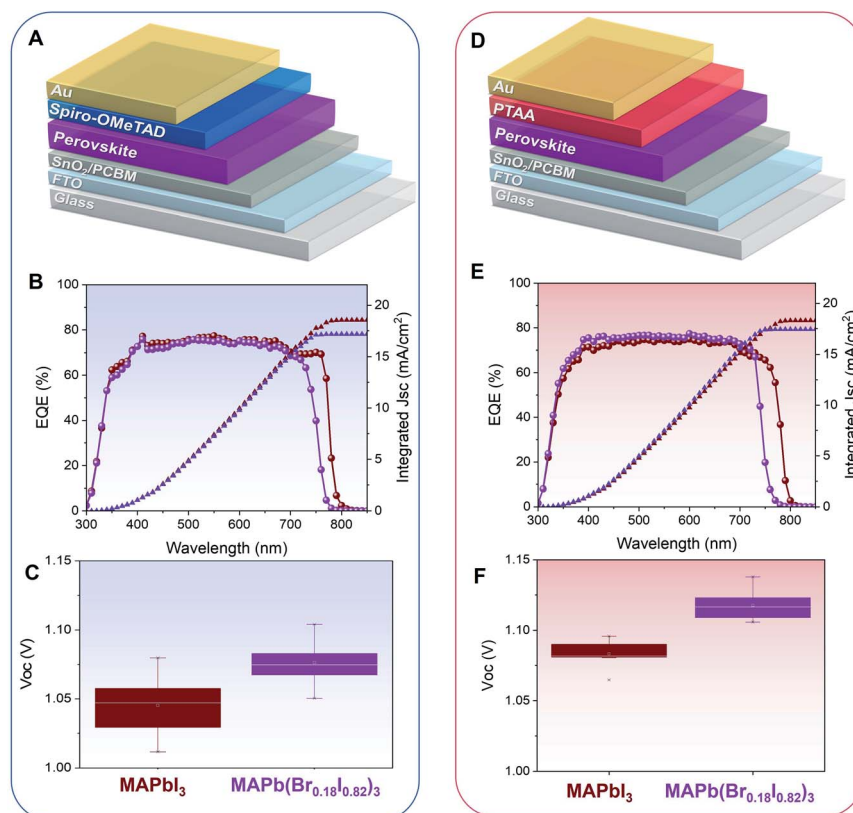 A
Au
Spiro-OMeTAD
Perovskite
SnO₂/PCBM
FTO
Glass
B
100
80
60
40
20
0
EQE (%)
20
15
10
5
0
Integrated Jsc (mA/cm²)
300 400 500 600 700 800
Wavelength (nm)
C
1.15
1.10
1.05
1.00
Voc (V)
MAPbI₃ MAPb(Br₀.₁₈I₀.₈₂)₃
D
Au
PTAA
Perovskite
SnO₂/PCBM
FTO
Glass
E
100
80
60
40
20
0
EQE (%)
20
15
10
5
0
Integrated Jsc (mA/cm²)
300 400 500 600 700 800
Wavelength (nm)
F
1.15
1.10
1.05
1.00
Voc (V)
MAPbI₃ MAPb(Br₀.₁₈I₀.₈₂)₃